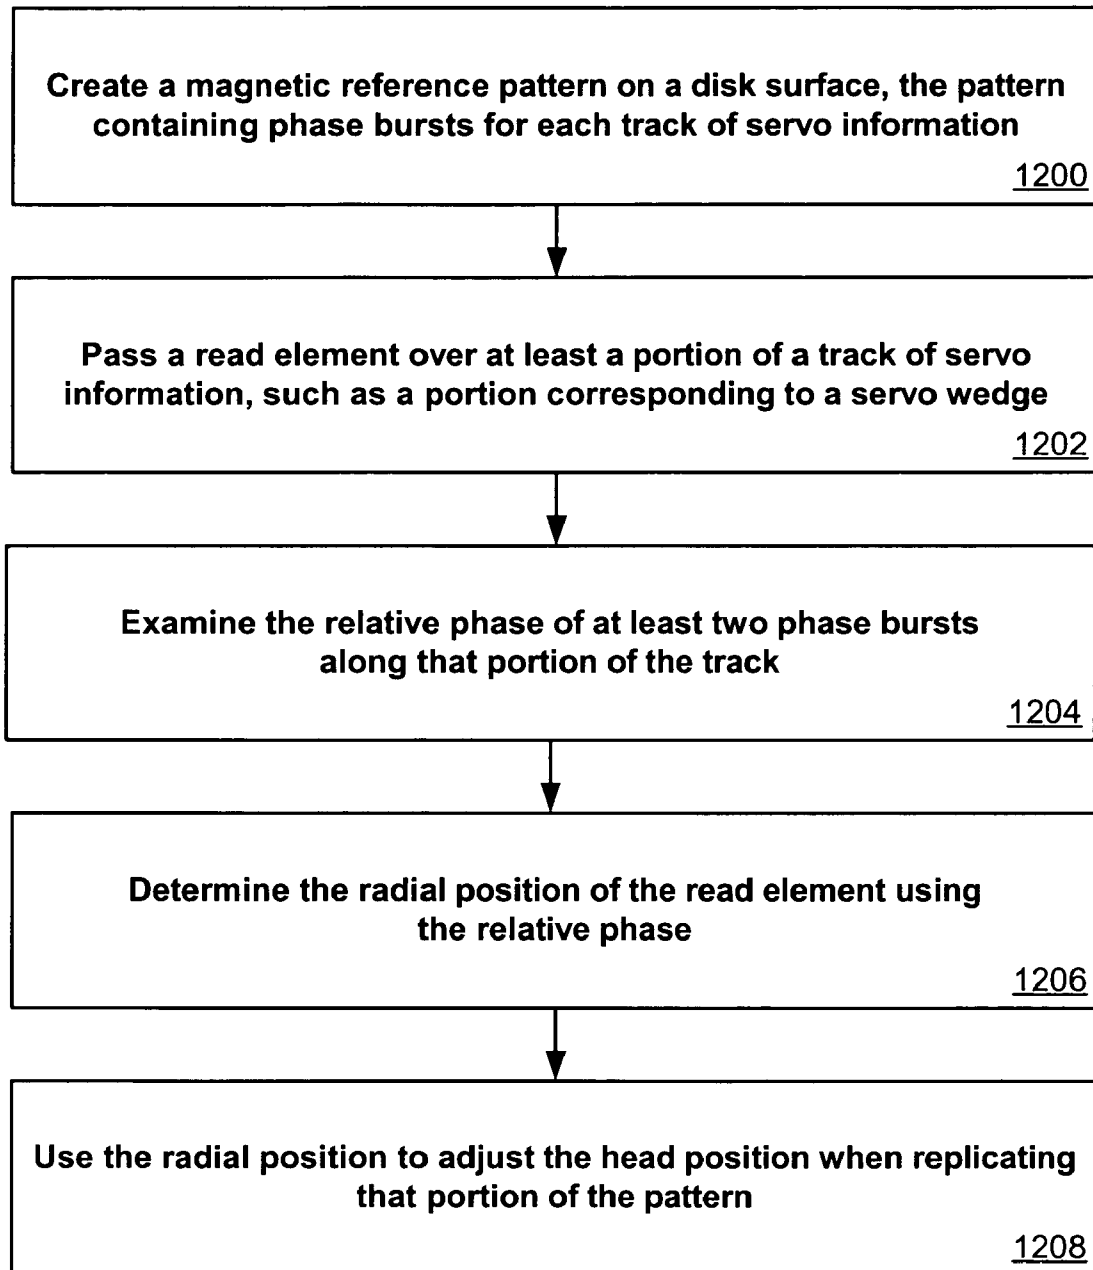 Create a magnetic reference pattern on a disk surface, the pattern
containing phase bursts for each track of servo information
1200
Pass a read element over at least a portion of a track of servo
information, such as a portion corresponding to a servo wedge
1202
Examine the relative phase of at least two phase bursts
along that portion of the track
1204
Determine the radial position of the read element using
the relative phase
1206
Use the radial position to adjust the head position when replicating
that portion of the pattern
1208